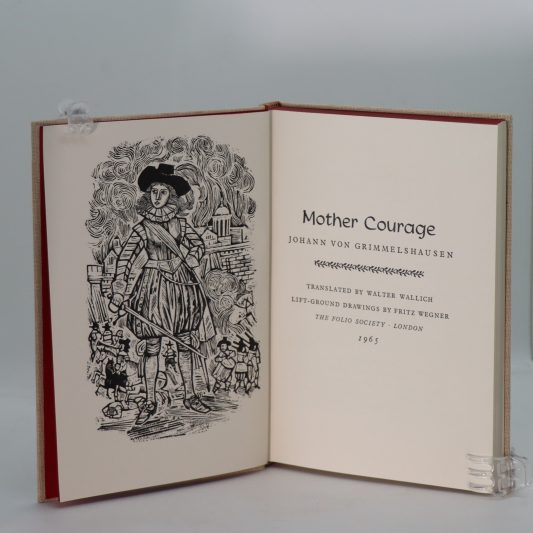 Mother Courage
JOHANN VON GRIMMELSHAUSEN
TRANSLATED BY WALTER WALLICH
LIFT-GROUND DRAWINGS BY FRITZ WEGNER
THE FOLIO SOCIETY · LONDON
1965